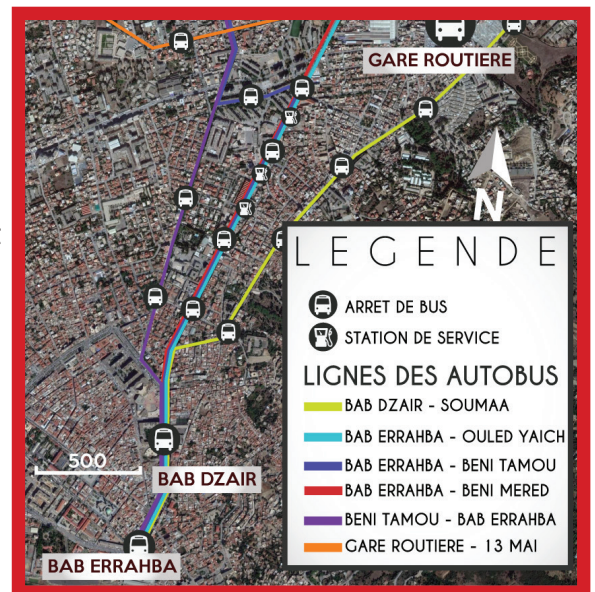 GARE ROUTIERE
N
LEGENDE
ARRET DE BUS
STATION DE SERVICE
LIGNES DES AUTOBUS
BAB DZAIR - SOUMAA
BAB ERRAHBA - OULED YAICH
BAB ERRAHBA - BENI TAMOU
BAB ERRAHBA - BENI MERED
BENI TAMOU - BAB ERRAHBA
GARE ROUTIERE - 13 MAI
500
BAB DZAIR
BAB ERRAHBA